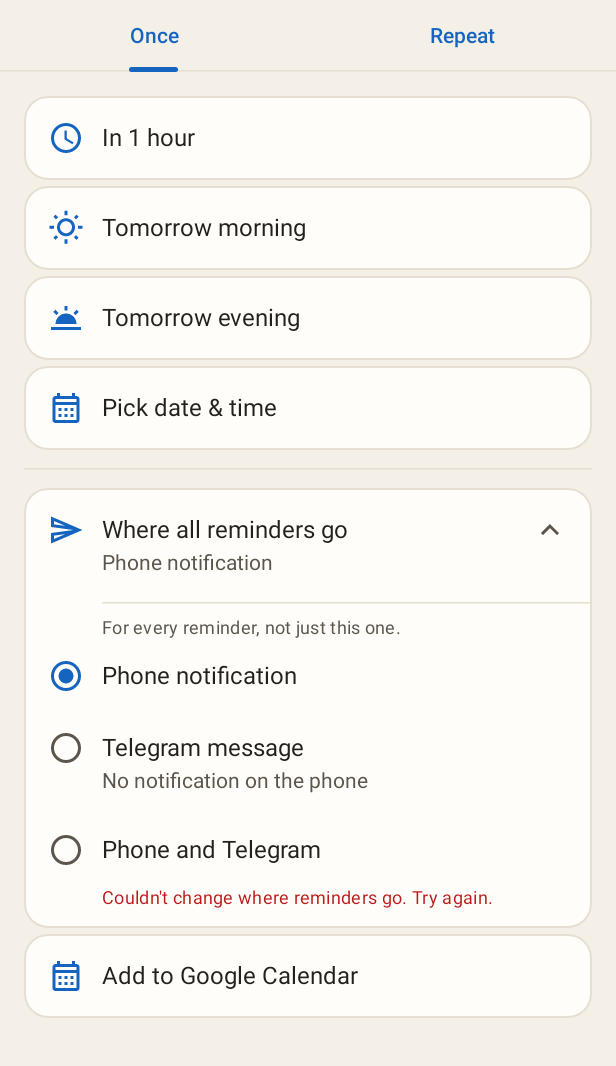 Once
Repeat
In 1 hour
Tomorrow morning
Tomorrow evening
Pick date & time
Where all reminders go
Phone notification
For every reminder, not just this one.
Phone notification
Telegram message
No notification on the phone
Phone and Telegram
Couldn't change where reminders go. Try again.
Add to Google Calendar